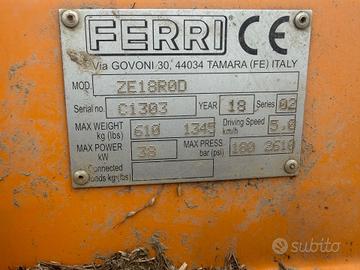 FERRI CE
Via GOVONI 30, 44034 TAMARA (FE) ITALY
MOD. ZE18R0D
Serial no. C1303 YEAR 18 Series 02
MAX WEIGHT kg (lbs) 610 1345 Driving Speed km/h 5.0
MAX POWER kW 38 MAX PRESS bar (psi) 180 2610
Connected loads kg-(lbs)
subito